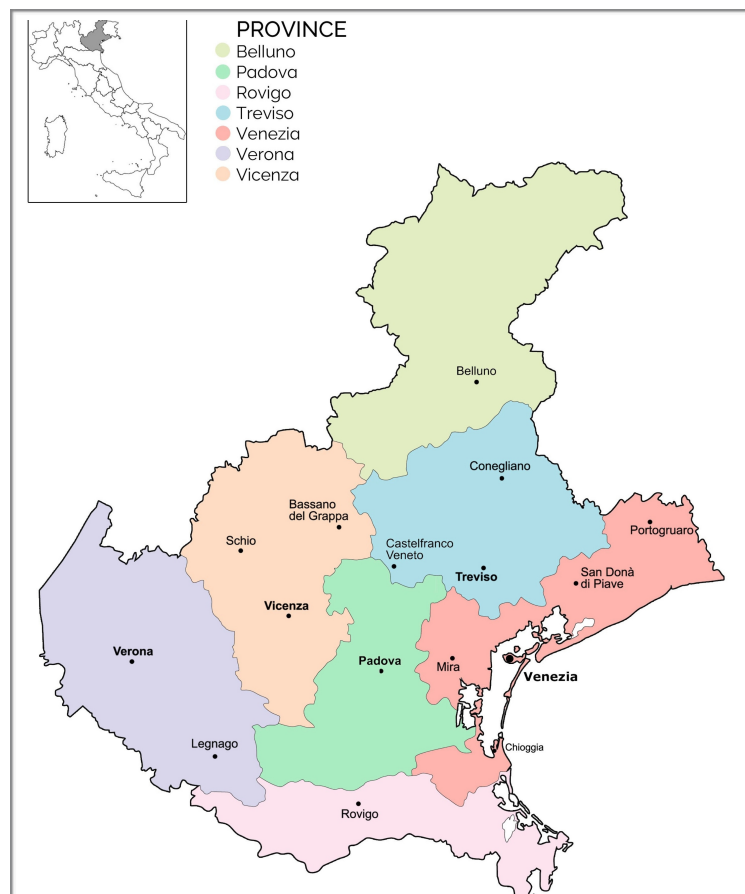 PROVINCE
Belluno
Padova
Rovigo
Treviso
Venezia
Verona
Vicenza
Belluno
Conegliano
Bassano
del Grappa
Portogruaro
Schio
Castelfranco
Veneto
Treviso
San Donà
di Piave
Vicenza
Verona
Padova
Mira
Venezia
Legnago
Chioggia
Rovigo